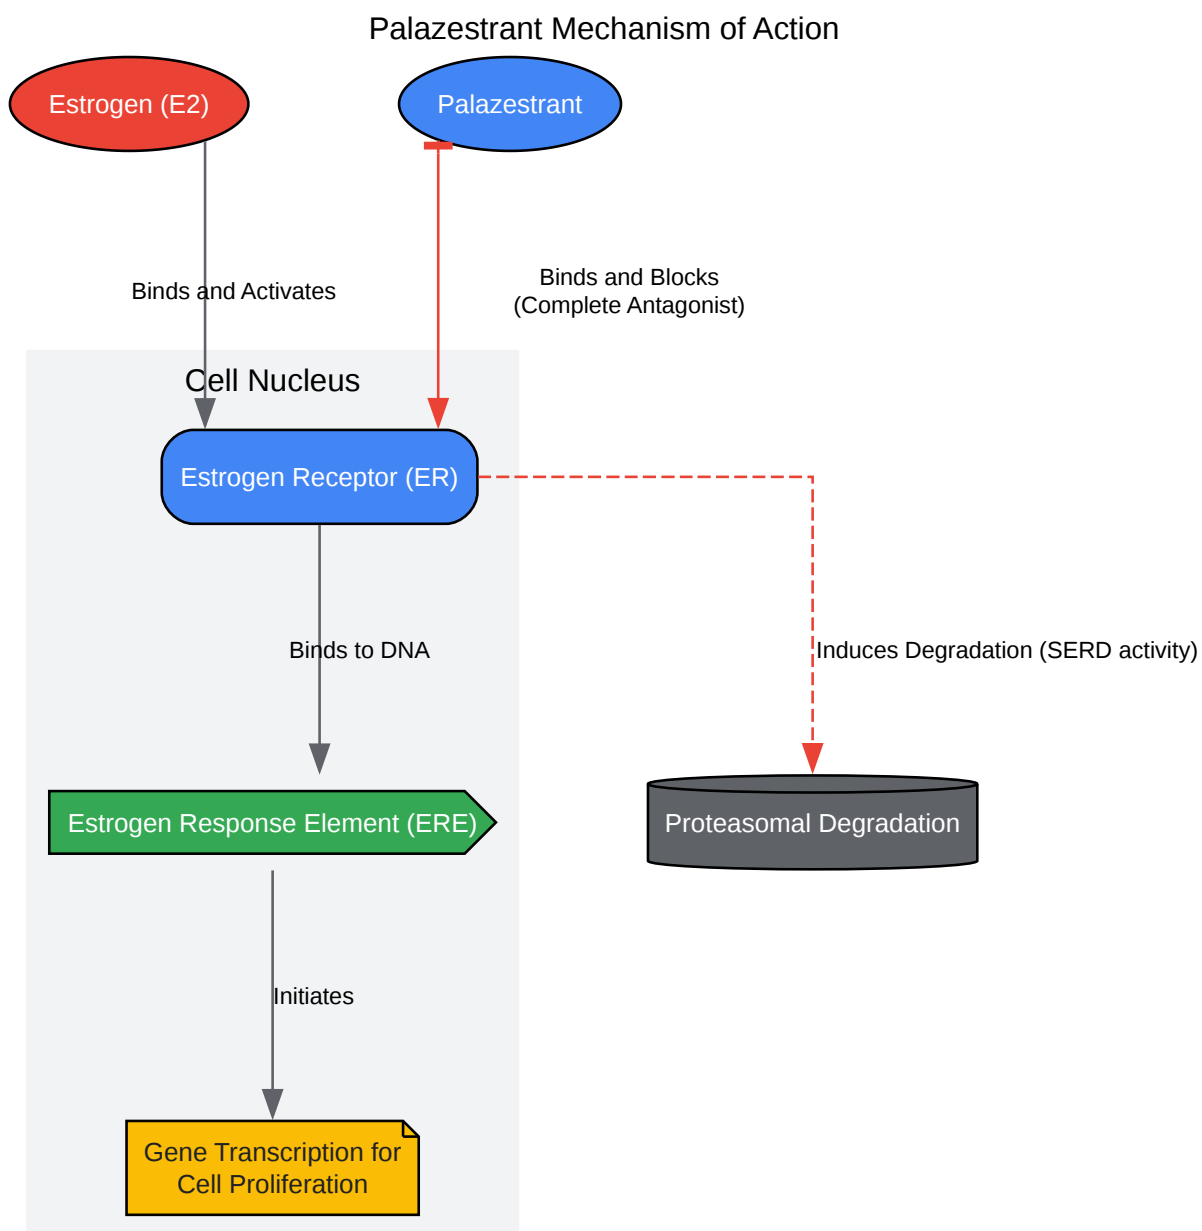 Palazestrant Mechanism of Action
Estrogen (E2)
Palazestrant
Binds and Activates
Binds and Blocks
(Complete Antagonist)
Cell Nucleus
Estrogen Receptor (ER)
Binds to DNA
Induces Degradation (SERD activity)
Estrogen Response Element (ERE)
Proteasomal Degradation
Initiates
Gene Transcription for
Cell Proliferation